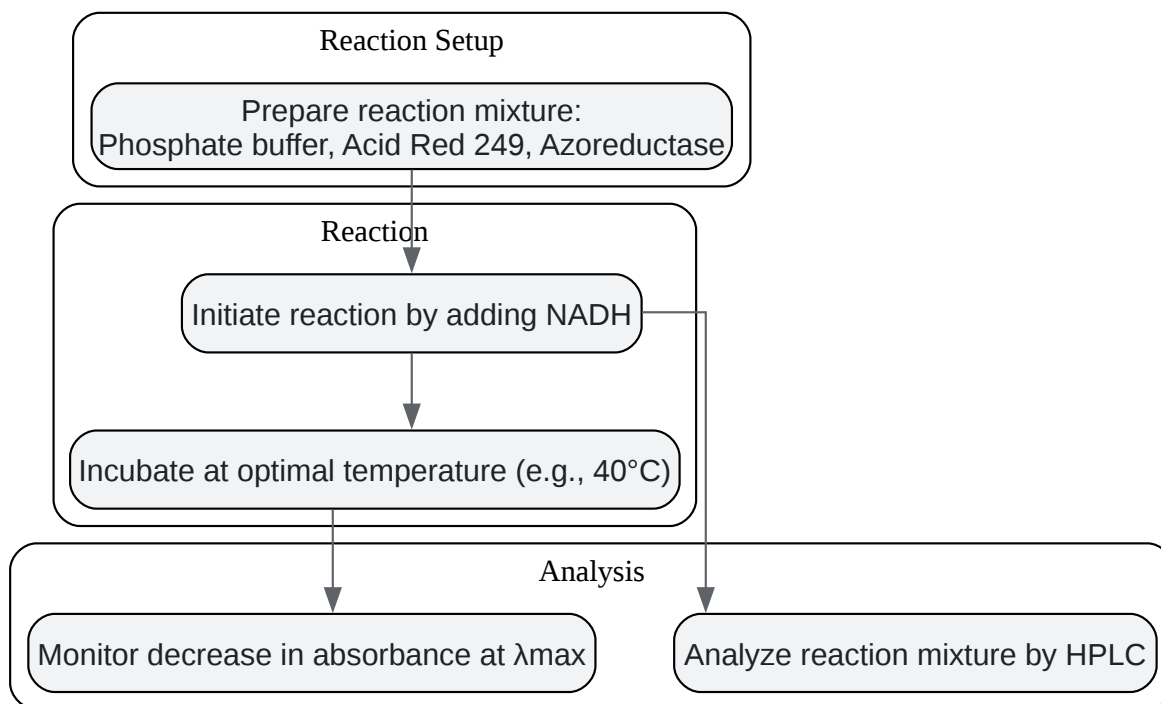 Reaction Setup
Prepare reaction mixture:
Phosphate buffer, Acid Red 249, Azoreductase
Reaction
Initiate reaction by adding NADH
Incubate at optimal temperature (e.g., 40°C)
Analysis
Monitor decrease in absorbance at λmax
Analyze reaction mixture by HPLC